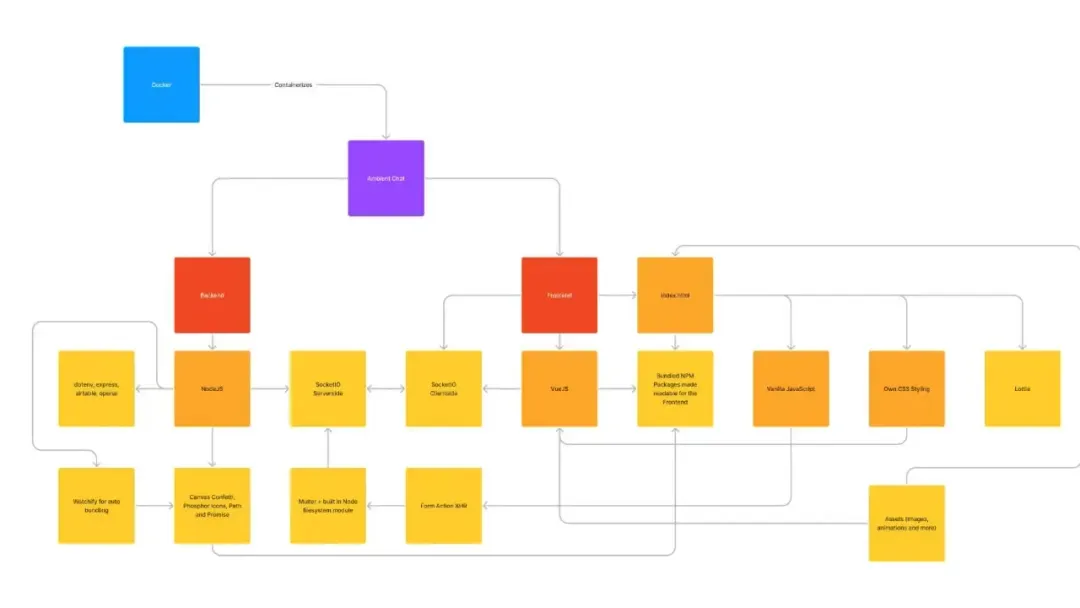 Docker
Containerizes
Ambient Chat
Backend
Frontend
Index.html
dotenv, express,
airtable, openai
NodeJS
SocketIO
Serverside
SocketIO
Clientside
VueJS
Bundled NPM
Packages made
readable for the
Frontend
Vanilla JavaScript
Own CSS Styling
Lottie
Watchify for auto
bundling
Canvas Confetti,
Phosphor Icons, Path
and Promise
Multer + built in Node
filesystem module
Form Action XHR
Assets (images,
animations and more)